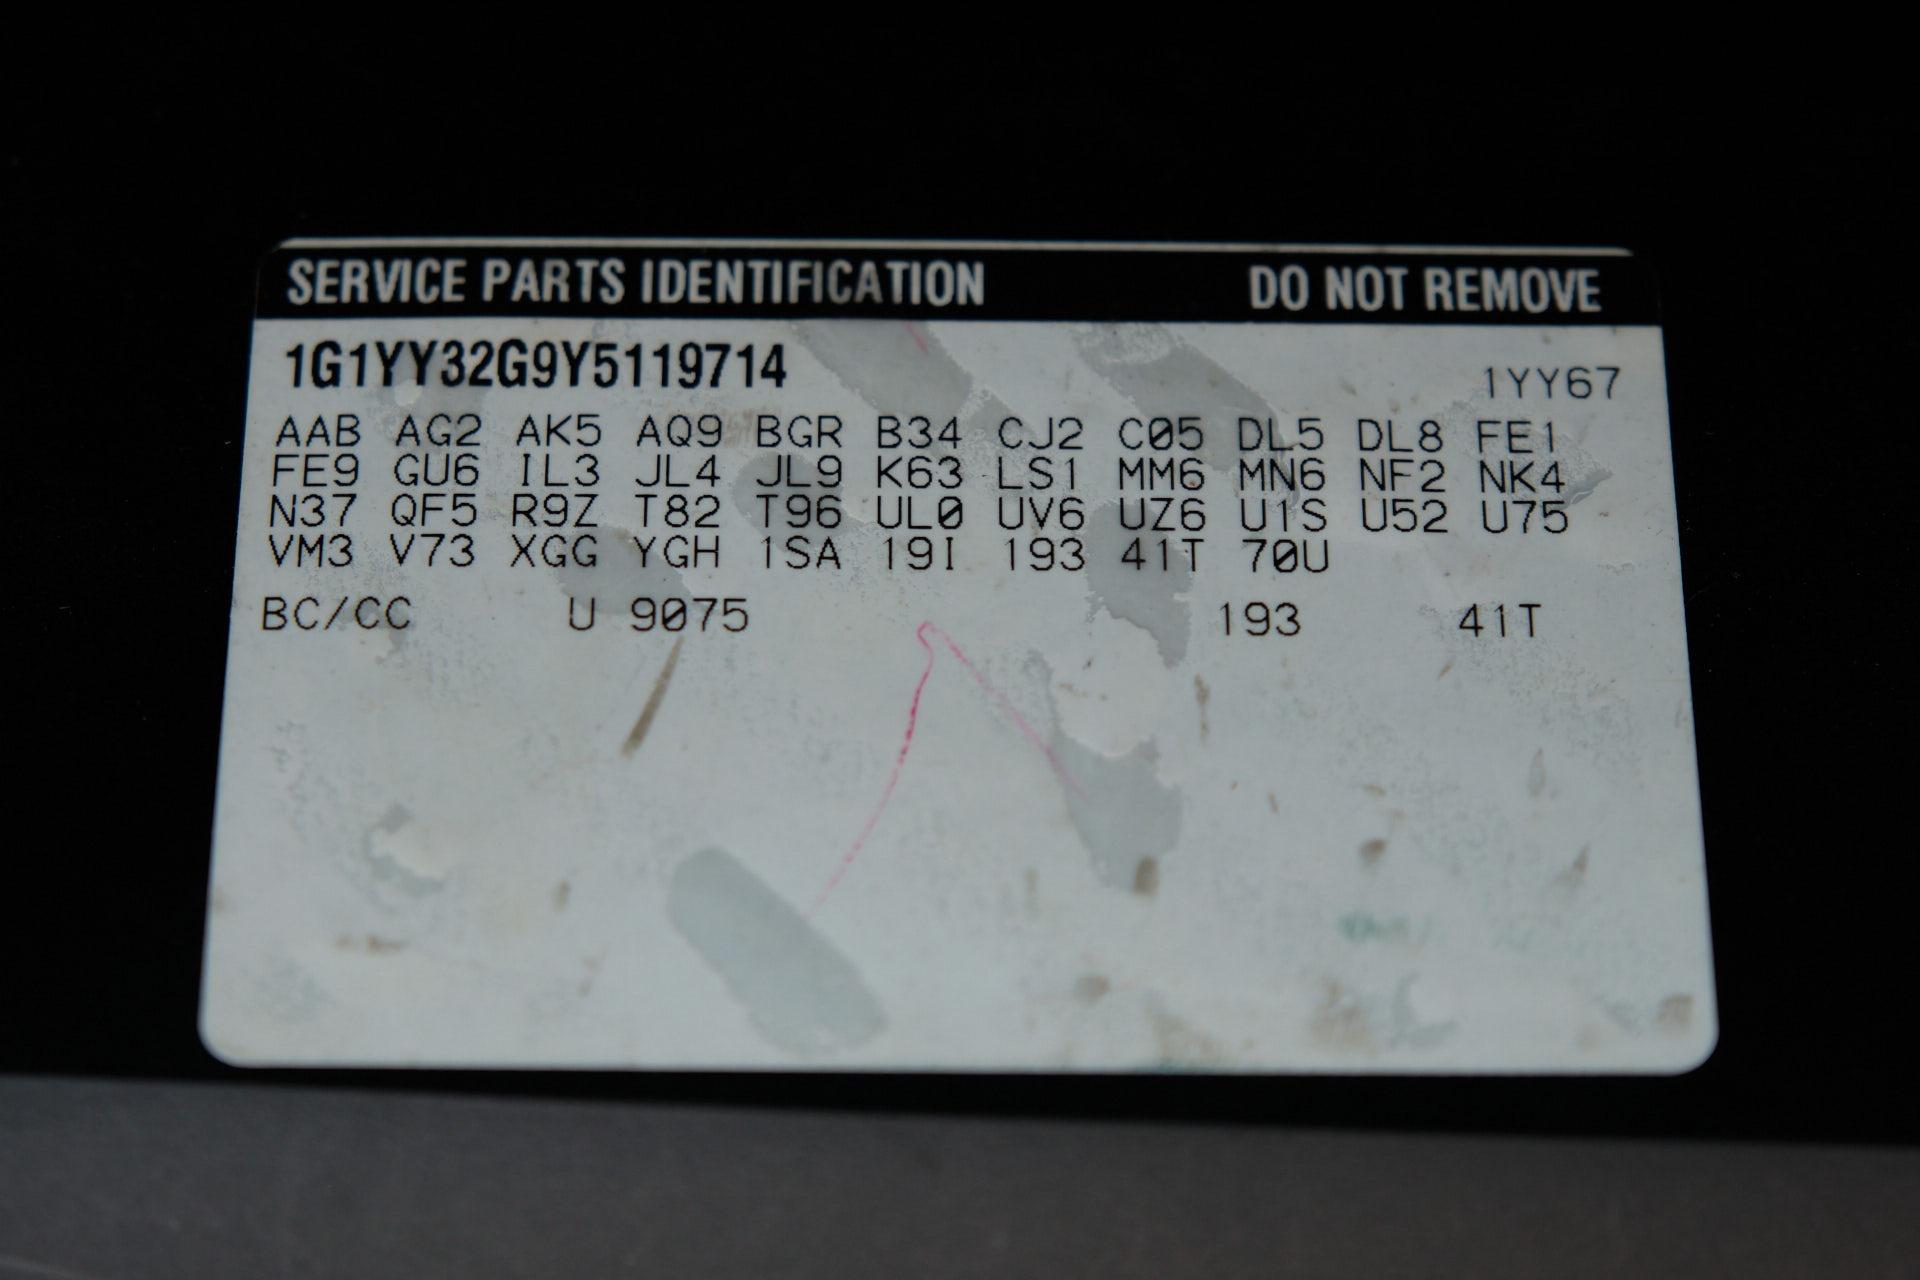 SERVICE PARTS IDENTIFICATION DO NOT REMOVE
1G1YY32G9Y5119714 1YY67
AAB AG2 AK5 AQ9 BGR B34 CJ2 C05 DL5 DL8 FE1
FE9 GU6 IL3 JL4 JL9 K63 LS1 MM6 MN6 NF2 NK4
N37 QF5 R9Z T82 T96 UL0 UV6 UZ6 U1S U52 U75
VM3 V73 XGG YGH 1SA 19I 193 41T 70U
BC/CC U 9075 193 41T